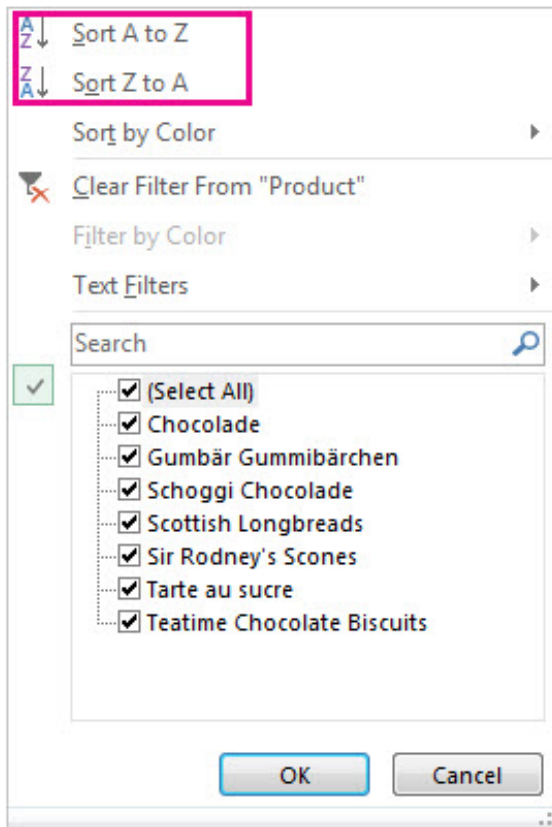 Sort A to Z
Sort Z to A
Sort by Color
Clear Filter From "Product"
Filter by Color
Text Filters
Search
(Select All)
Chocolade
Gumbär Gummibärchen
Schoggi Chocolade
Scottish Longbreads
Sir Rodney's Scones
Tarte au sucre
Teatime Chocolate Biscuits
OK Cancel